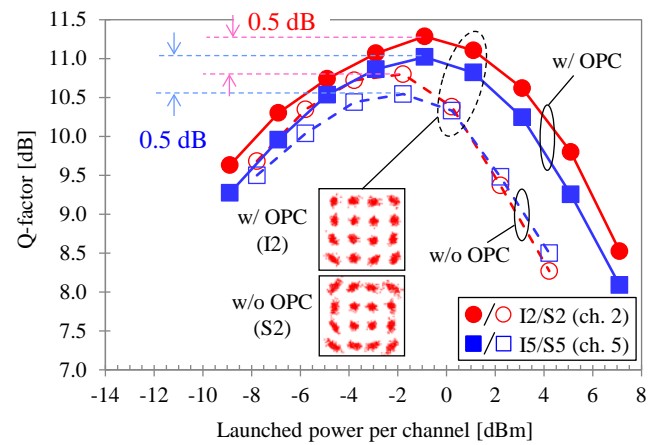 11.5
11.0
10.5
10.0
9.5
9.0
8.5
8.0
7.5
7.0
Q-factor [dB]
0.5 dB
0.5 dB
w/ OPC
w/ OPC
(I2)
w/o OPC
w/o OPC
(S2)
/ I2/S2 (ch. 2)
/ I5/S5 (ch. 5)
-14 -12 -10 -8 -6 -4 -2 0 2 4 6 8
Launched power per channel [dBm]